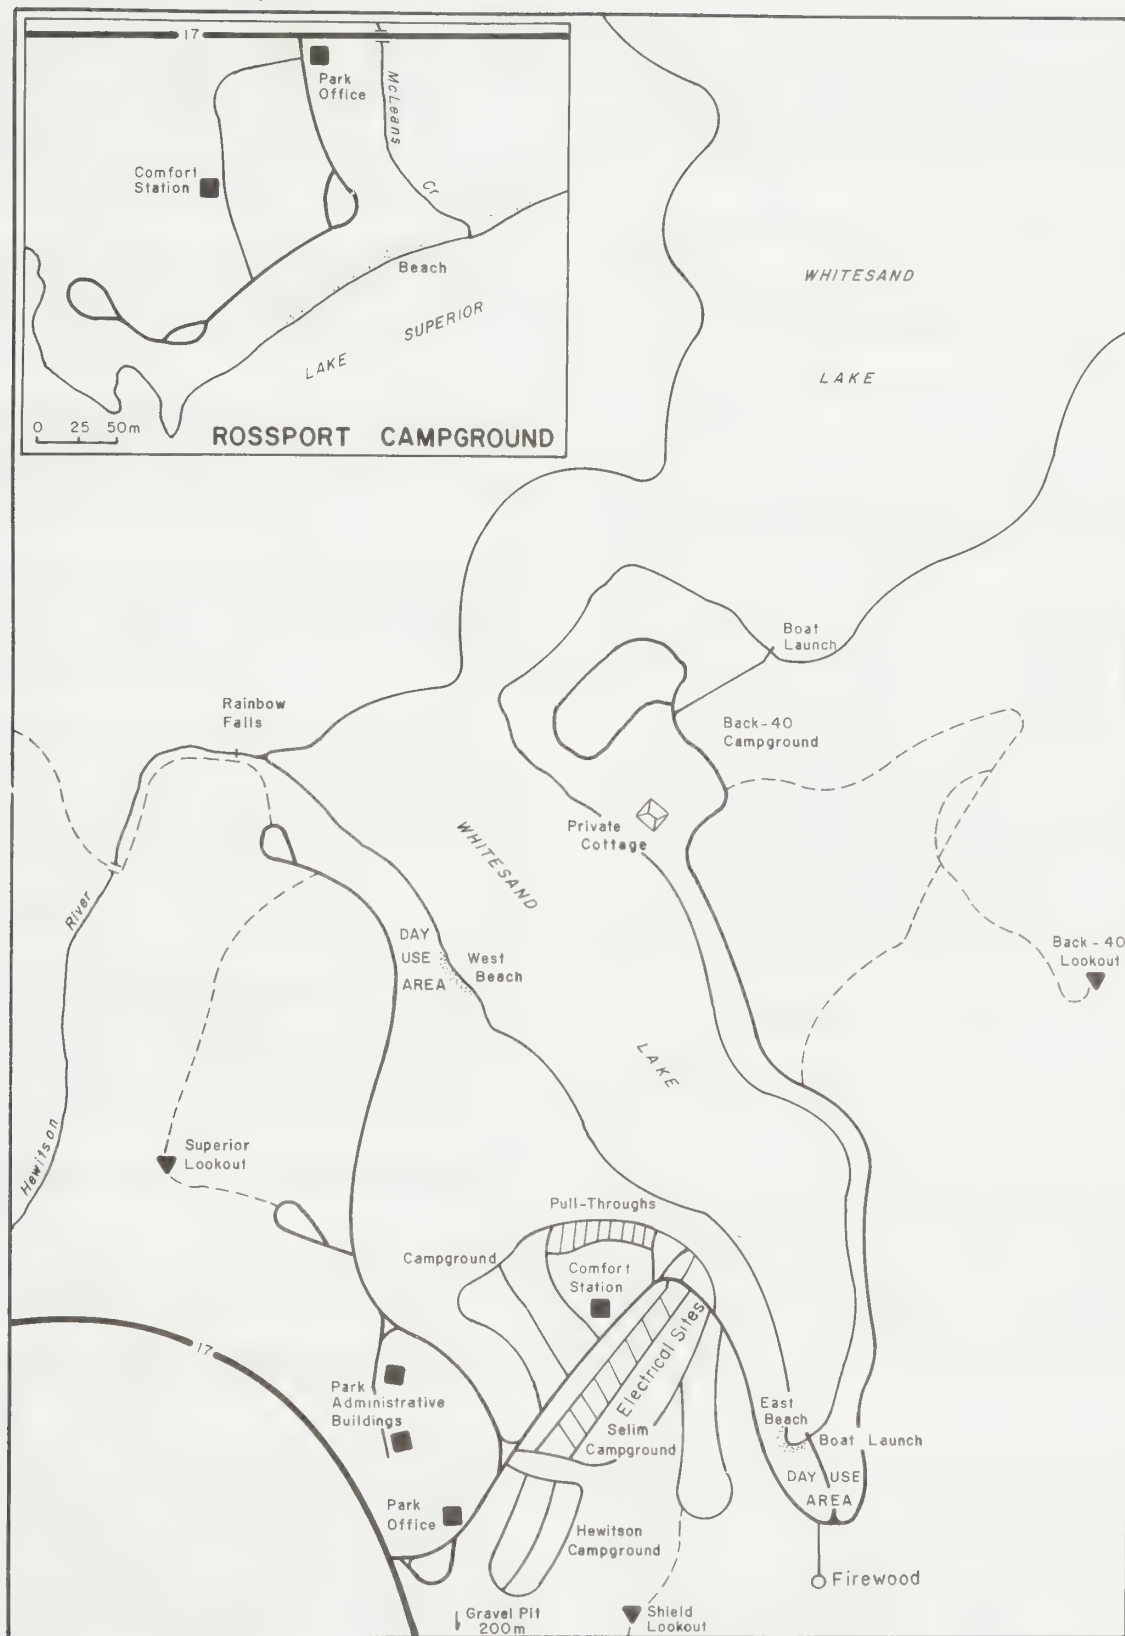 17
Park
Office
McLeans
Cr
Comfort
Station
Beach
LAKE SUPERIOR
0 25 50m
ROSSPORT CAMPGROUND
WHITESAND
LAKE
Boat
Launch
Rainbow
Falls
Back-40
Campground
Private
Cottage
WHITESAND
LAKE
River
Hewitson
DAY
USE
AREA
West
Beach
Back-40
Lookout
Superior
Lookout
Pull-Throughs
Campground
Comfort
Station
Electrical Sites
17
Park
Administrative
Buildings
Selim
Campground
East
Beach
Boat Launch
DAY USE
AREA
Park
Office
Hewitson
Campground
Firewood
Gravel Pit
200m
Shield
Lookout